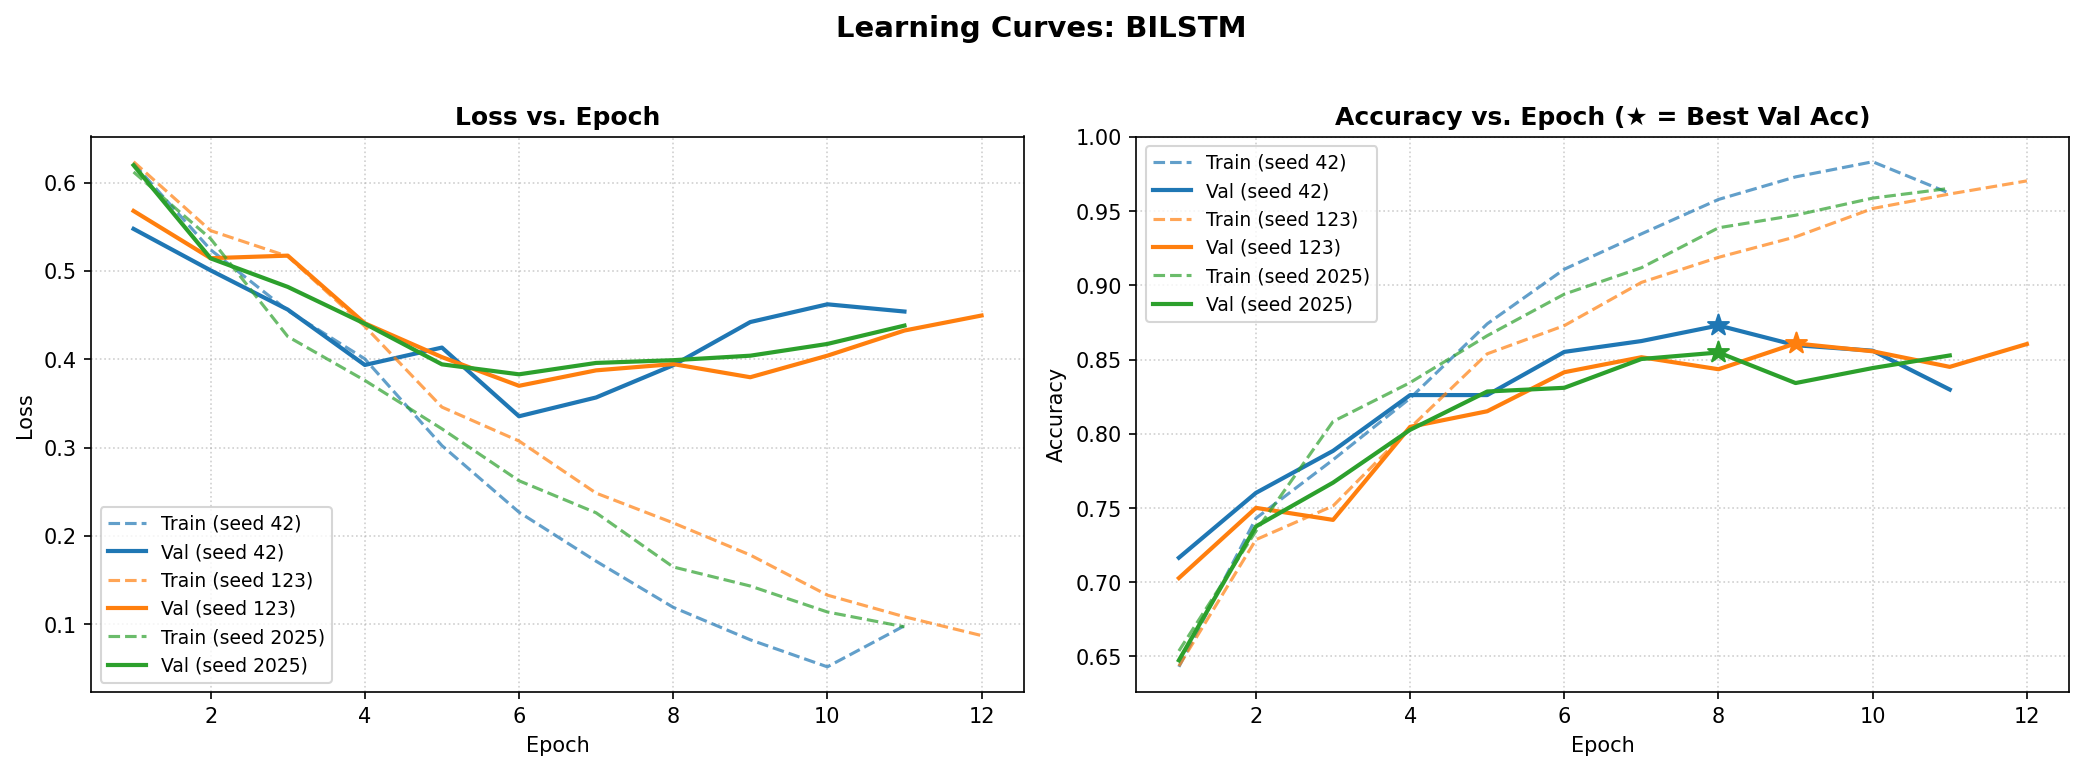 Learning Curves: BILSTM
Loss vs. Epoch
Loss
0.6
0.5
0.4
0.3
0.2
0.1
Train (seed 42)
Val (seed 42)
Train (seed 123)
Val (seed 123)
Train (seed 2025)
Val (seed 2025)
2 4 6 8 10 12
Epoch
Accuracy vs. Epoch (★ = Best Val Acc)
Accuracy
1.00
0.95
0.90
0.85
0.80
0.75
0.70
0.65
Train (seed 42)
Val (seed 42)
Train (seed 123)
Val (seed 123)
Train (seed 2025)
Val (seed 2025)
2 4 6 8 10 12
Epoch